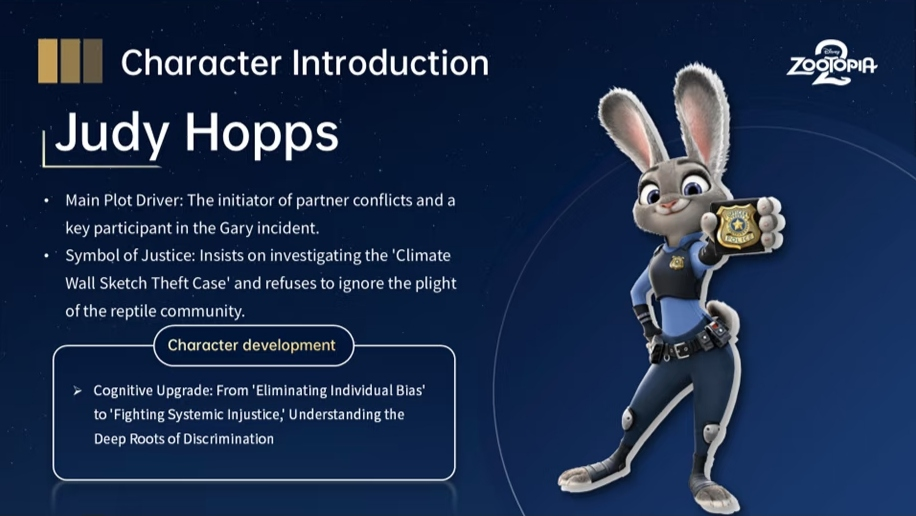 Character Introduction
Disney
ZOOTOPIA
2
Judy Hopps
• Main Plot Driver: The initiator of partner conflicts and a
key participant in the Gary incident.
• Symbol of Justice: Insists on investigating the 'Climate
Wall Sketch Theft Case' and refuses to ignore the plight
of the reptile community.
Character development
➢ Cognitive Upgrade: From 'Eliminating Individual Bias'
to 'Fighting Systemic Injustice,' Understanding the
Deep Roots of Discrimination
POLICE